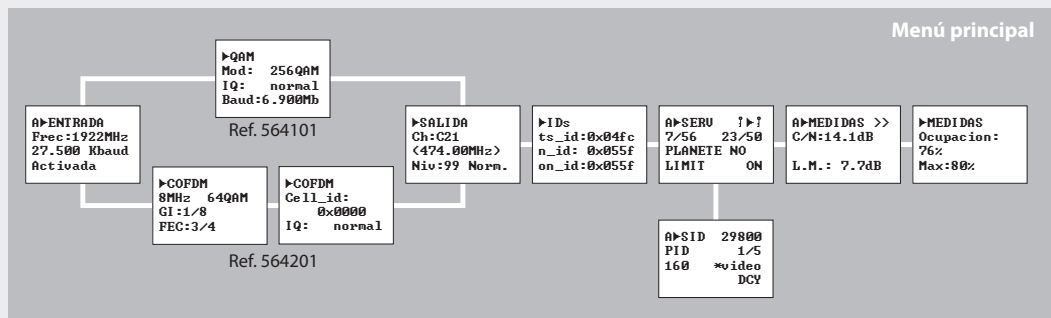 Menú principal
▶QAM
Mod: 256QAM
IQ: normal
Baud:6.900Mb
Ref. 564101
A▶ENTRADA
Frec:1922MHz
27.500 Kbaud
Activada
▶COFDM
8MHz 64QAM
GI:1/8
FEC:3/4
▶COFDM
Cell_id:
0x0000
IQ: normal
Ref. 564201
▶SALIDA
Ch:C21
(474.00MHz)
Niv:99 Norm.
▶IDs
ts_id:0x04fc
n_id: 0x055f
on_id:0x055f
A▶SERV ?▶!
7/56 23/50
PLANETE NO
LIMIT ON
A▶SID 29800
PID 1/5
160 *video
DCY
A▶MEDIDAS >>
C/N:14.1dB
L.M.: 7.7dB
▶MEDIDAS
Ocupacion:
76%
Max:80%